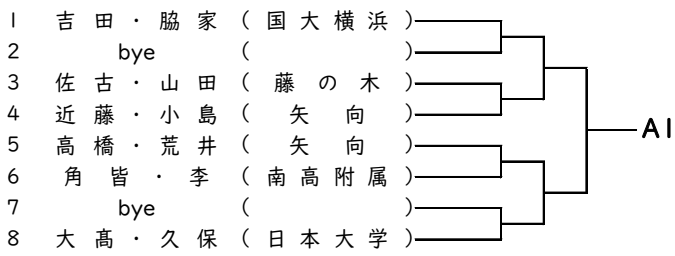 1 吉田・脇家(国大横浜)
2 bye ( )
3 佐古・山田(藤の木)
4 近藤・小島(矢向)
5 高橋・荒井(矢向)
6 角皆・李(南高附属)
7 bye ( )
8 大髙・久保(日本大学)
A1